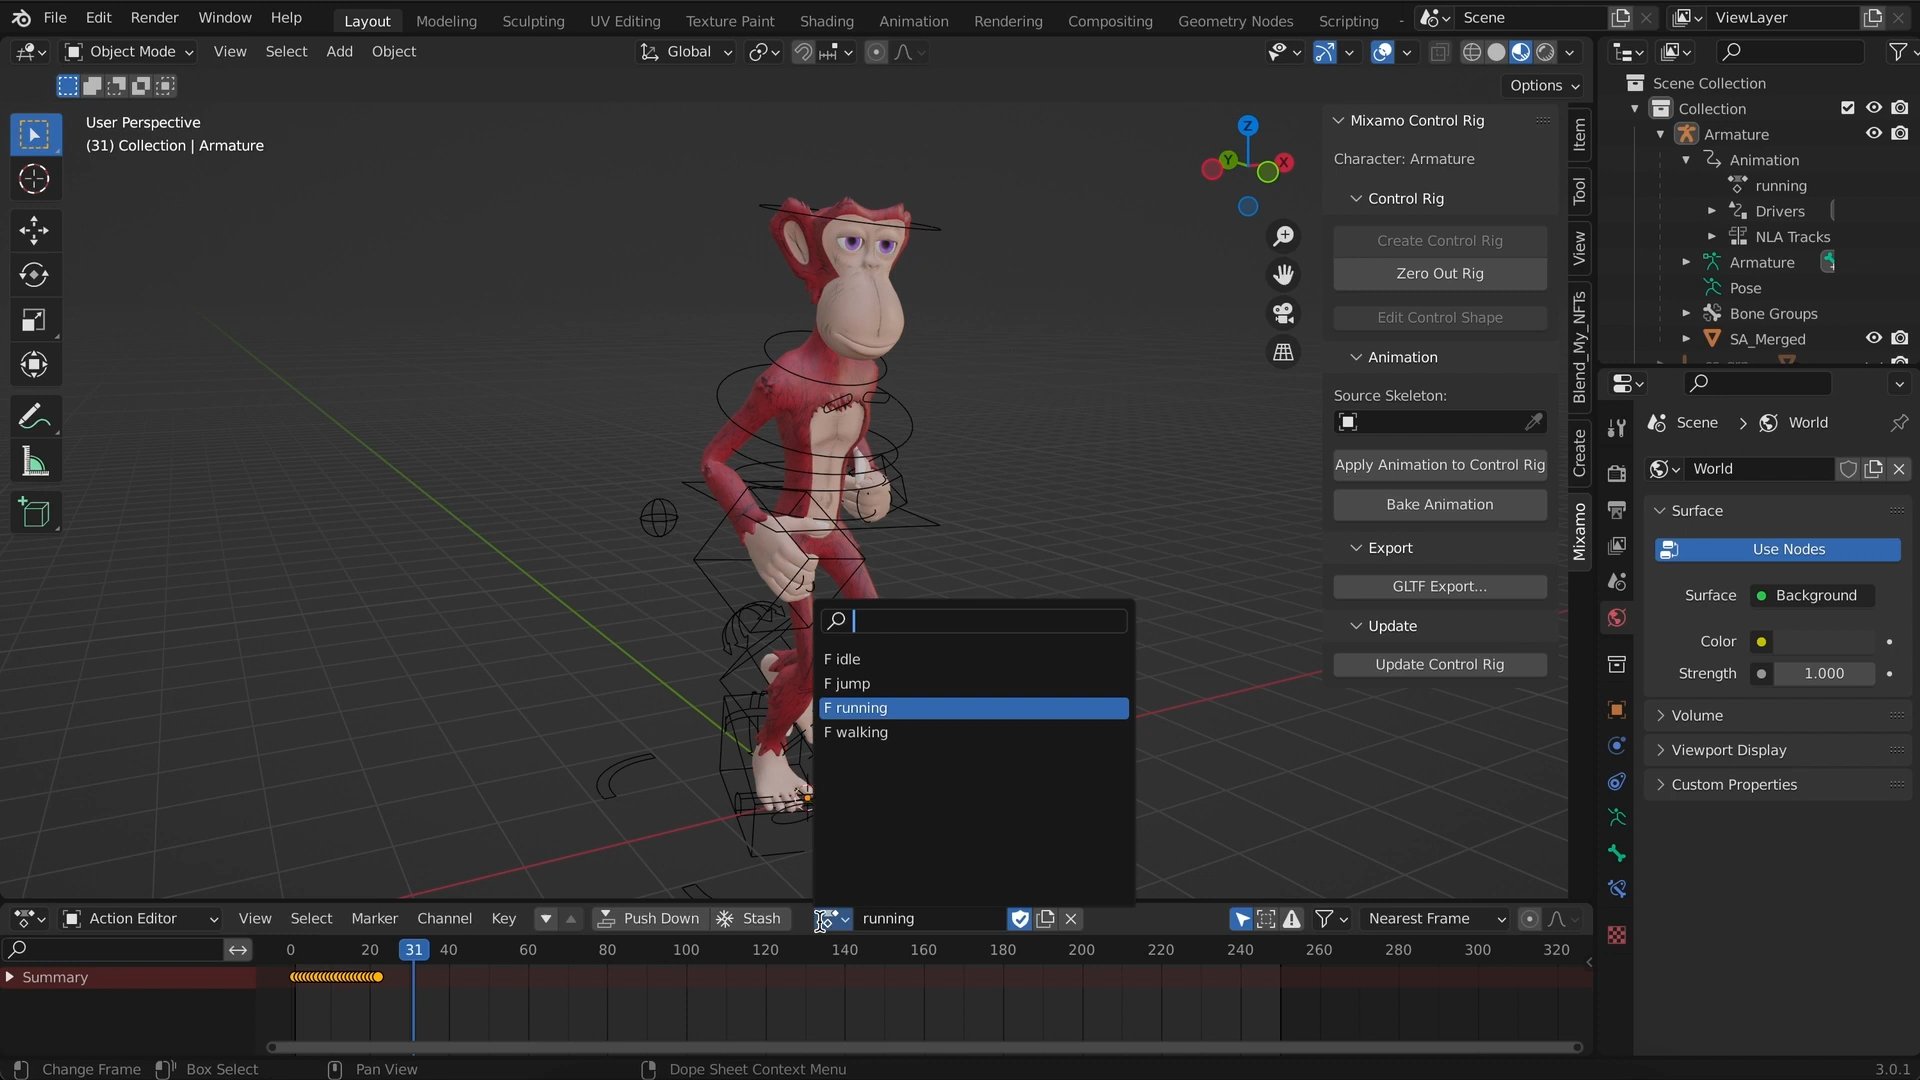 File Edit Render Window Help Layout Modeling Sculpting UV Editing Texture Paint Shading Animation Rendering Compositing Geometry Nodes Scripting Scene ViewLayer
Object Mode View Select Add Object Global
Options
User Perspective
(31) Collection | Armature
Z
Y
X
Mixamo Control Rig
Character: Armature
Control Rig
Create Control Rig
Zero Out Rig
Edit Control Shape
Animation
Source Skeleton:
Apply Animation to Control Rig
Bake Animation
Export
GLTF Export...
Update
Update Control Rig
Item
Tool
View
Blend_My_NFTs
Create
Mixamo
Scene Collection
Collection
Armature
Animation
running
Drivers
NLA Tracks
Armature
Pose
Bone Groups
SA_Merged
Scene > World
World
Surface
Use Nodes
Surface Background
Color
Strength 1.000
Volume
Viewport Display
Custom Properties
F idle
F jump
F running
F walking
Action Editor View Select Marker Channel Key Push Down Stash running Nearest Frame
0 20 31 40 60 80 100 120 140 160 180 200 220 240 260 280 300 320
Summary
Change Frame Box Select Pan View Dope Sheet Context Menu 3.0.1